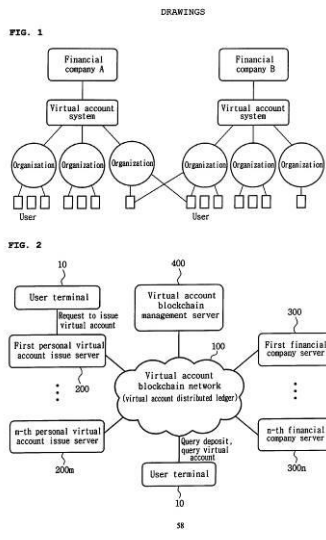 DRAWINGS
FIG. 1
Financial
company A
Financial
company B
Virtual account
system
Virtual account
system
Organization
Organization
Organization
Organization
Organization
Organization
User
User
FIG. 2
10
User terminal
Request to issue
virtual account
400
Virtual account
blockchain
management server
300
First financial
company server
First personal virtual
account issue server
200
100
Virtual account
blockchain network
(virtual account distributed ledger)
n-th personal virtual
account issue server
200m
Query deposit,
query virtual
account
User terminal
10
n-th financial
company server
300n
58